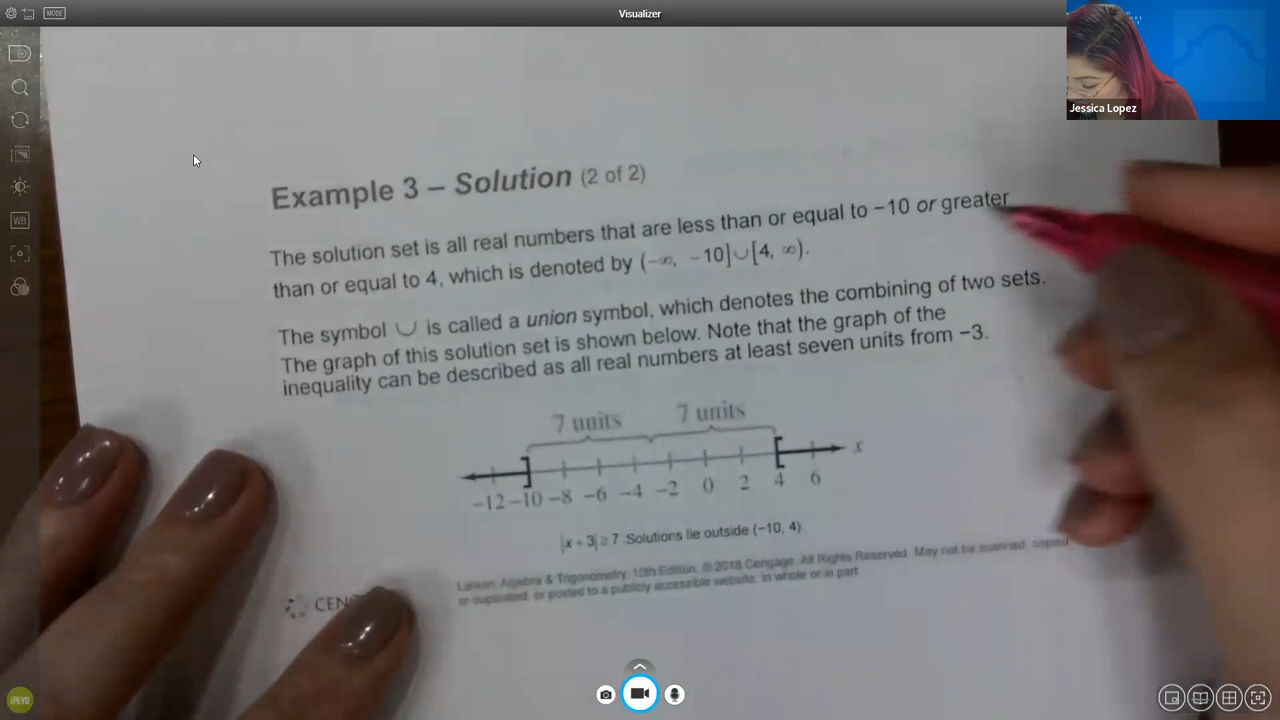 MODE
Visualizer
Jessica Lopez
WB
Example 3 – Solution (2 of 2)
The solution set is all real numbers that are less than or equal to −10 or greater
than or equal to 4, which is denoted by (−∞, −10]∪[4, ∞).
The symbol ∪ is called a union symbol, which denotes the combining of two sets.
The graph of this solution set is shown below. Note that the graph of the
inequality can be described as all real numbers at least seven units from −3.
7 units 7 units
x
−12 −10 −8 −6 −4 −2 0 2 4 6
|x + 3| ≥ 7 Solutions lie outside (−10, 4)
Larson, Algebra & Trigonometry, 10th Edition. © 2018 Cengage. All Rights Reserved. May not be scanned, copied
or duplicated, or posted to a publicly accessible website, in whole or in part
CEN
IPEVO